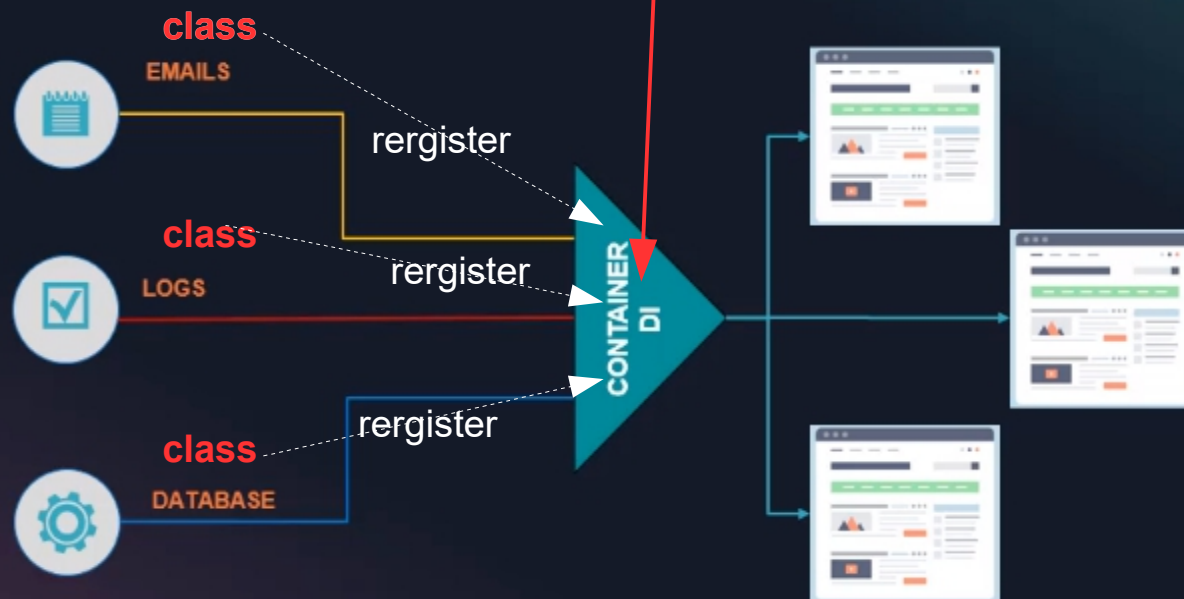 class
EMAILS
rergister
class
rergister
LOGS
CONTAINER
DI
rergister
class
DATABASE